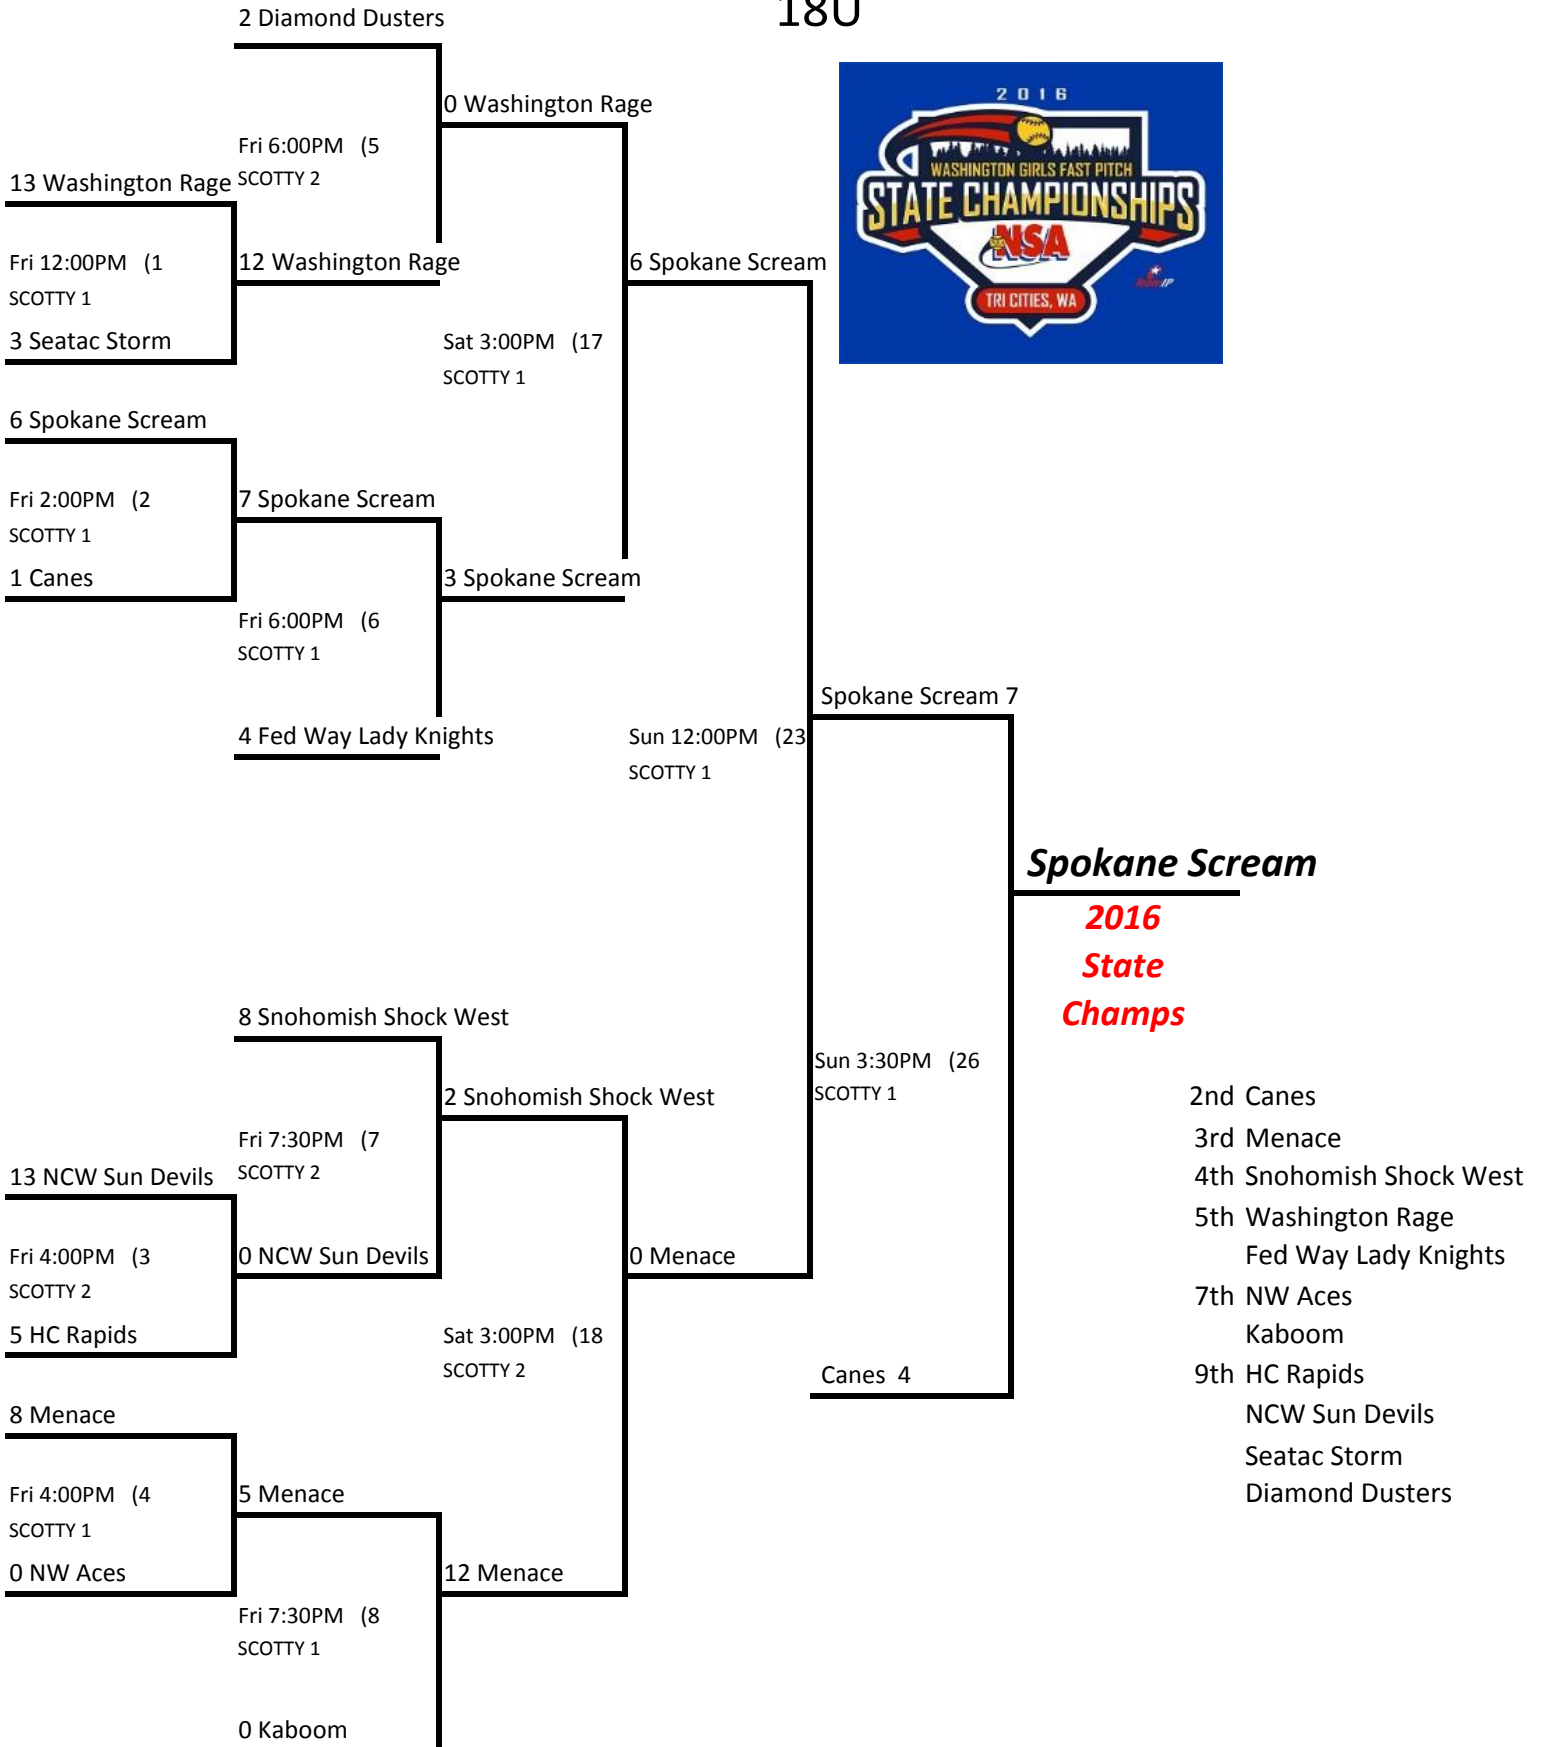 18U
2 Diamond Dusters
2016
WASHINGTON GIRLS FAST PITCH
STATE CHAMPIONSHIPS
NSA
TRI CITIES, WA
0 Washington Rage
Fri 6:00PM (5
SCOTTY 2
13 Washington Rage
Fri 12:00PM (1
SCOTTY 1
12 Washington Rage
6 Spokane Scream
3 Seatac Storm
Sat 3:00PM (17
SCOTTY 1
6 Spokane Scream
Fri 2:00PM (2
SCOTTY 1
7 Spokane Scream
1 Canes
3 Spokane Scream
Fri 6:00PM (6
SCOTTY 1
Spokane Scream 7
4 Fed Way Lady Knights
Sun 12:00PM (23
SCOTTY 1
Spokane Scream
2016
State
Champs
8 Snohomish Shock West
Sun 3:30PM (26
SCOTTY 1
2 Snohomish Shock West
Fri 7:30PM (7
SCOTTY 2
13 NCW Sun Devils
Fri 4:00PM (3
SCOTTY 2
0 NCW Sun Devils
0 Menace
5 HC Rapids
Sat 3:00PM (18
SCOTTY 2
Canes 4
8 Menace
Fri 4:00PM (4
SCOTTY 1
5 Menace
0 NW Aces
12 Menace
Fri 7:30PM (8
SCOTTY 1
0 Kaboom
2nd Canes
3rd Menace
4th Snohomish Shock West
5th Washington Rage
Fed Way Lady Knights
7th NW Aces
Kaboom
9th HC Rapids
NCW Sun Devils
Seatac Storm
Diamond Dusters